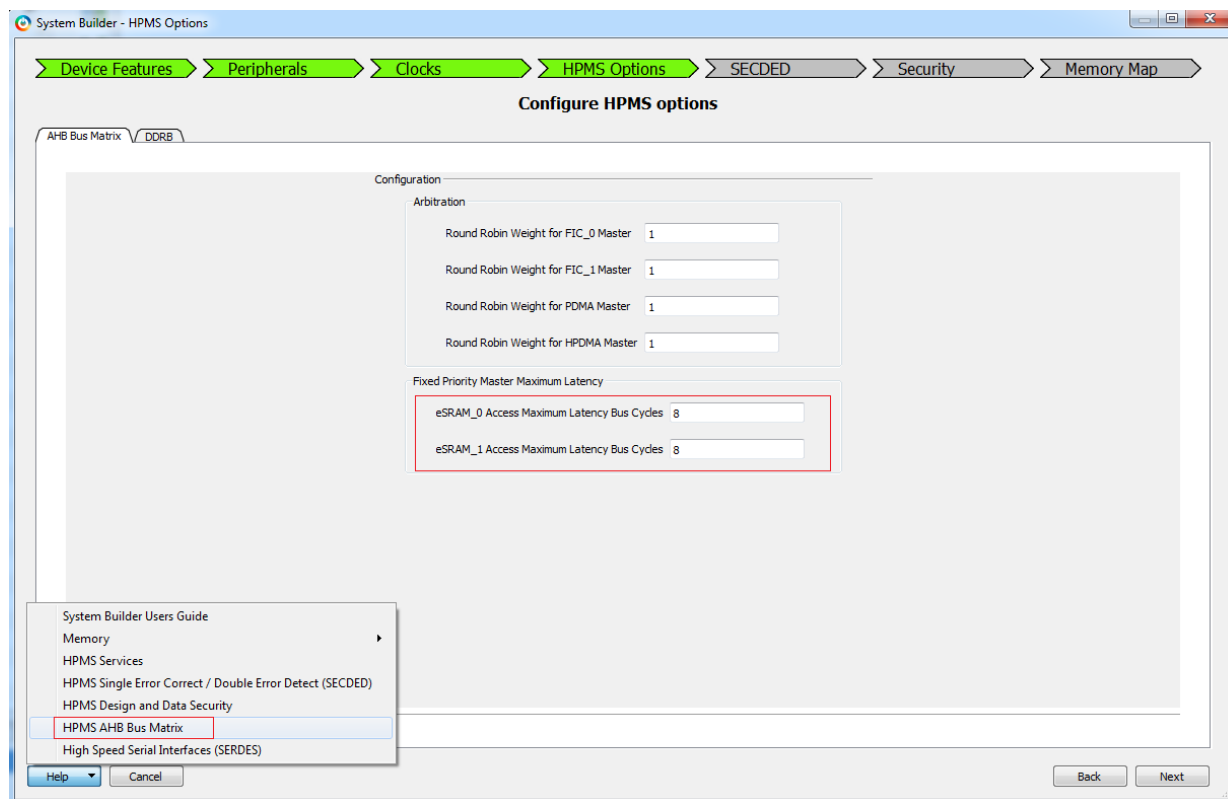 System Builder - HPMS Options
Device Features Peripherals Clocks HPMS Options SECDED Security Memory Map
Configure HPMS options
AHB Bus Matrix DDRB
Configuration
Arbitration
Round Robin Weight for FIC_0 Master 1
Round Robin Weight for FIC_1 Master 1
Round Robin Weight for PDMA Master 1
Round Robin Weight for HPDMA Master 1
Fixed Priority Master Maximum Latency
eSRAM_0 Access Maximum Latency Bus Cycles 8
eSRAM_1 Access Maximum Latency Bus Cycles 8
System Builder Users Guide
Memory
HPMS Services
HPMS Single Error Correct / Double Error Detect (SECDED)
HPMS Design and Data Security
HPMS AHB Bus Matrix
High Speed Serial Interfaces (SERDES)
Help Cancel Back Next